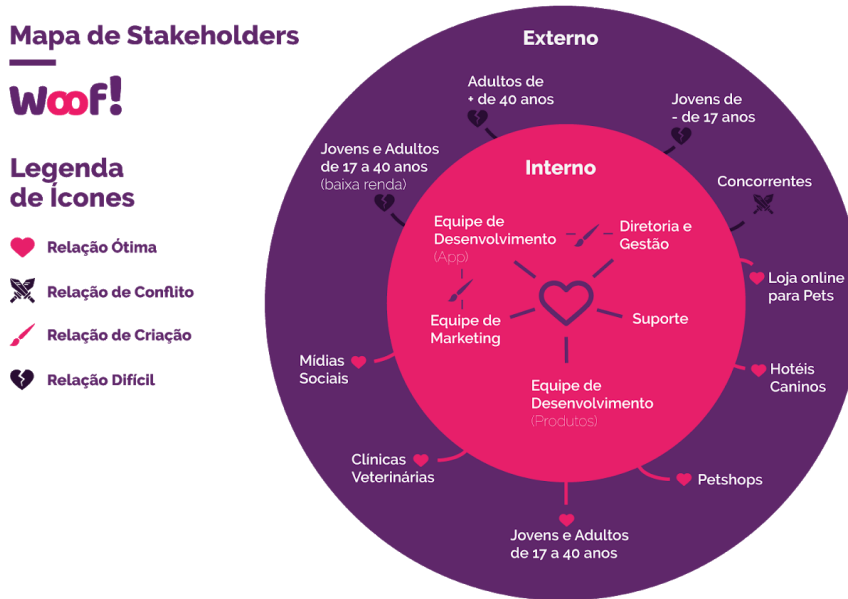 Mapa de Stakeholders
Woof!
Legenda
de Ícones
Relação Ótima
Relação de Conflito
Relação de Criação
Relação Difícil
Externo
Adultos de
+ de 40 anos
Jovens de
- de 17 anos
Jovens e Adultos
de 17 a 40 anos
(baixa renda)
Concorrentes
Interno
Equipe de
Desenvolvimento
(App)
Diretoria e
Gestão
Loja online
para Pets
Equipe de
Marketing
Suporte
Mídias
Sociais
Hotéis
Caninos
Equipe de
Desenvolvimento
(Produtos)
Clínicas
Veterinárias
Petshops
Jovens e Adultos
de 17 a 40 anos